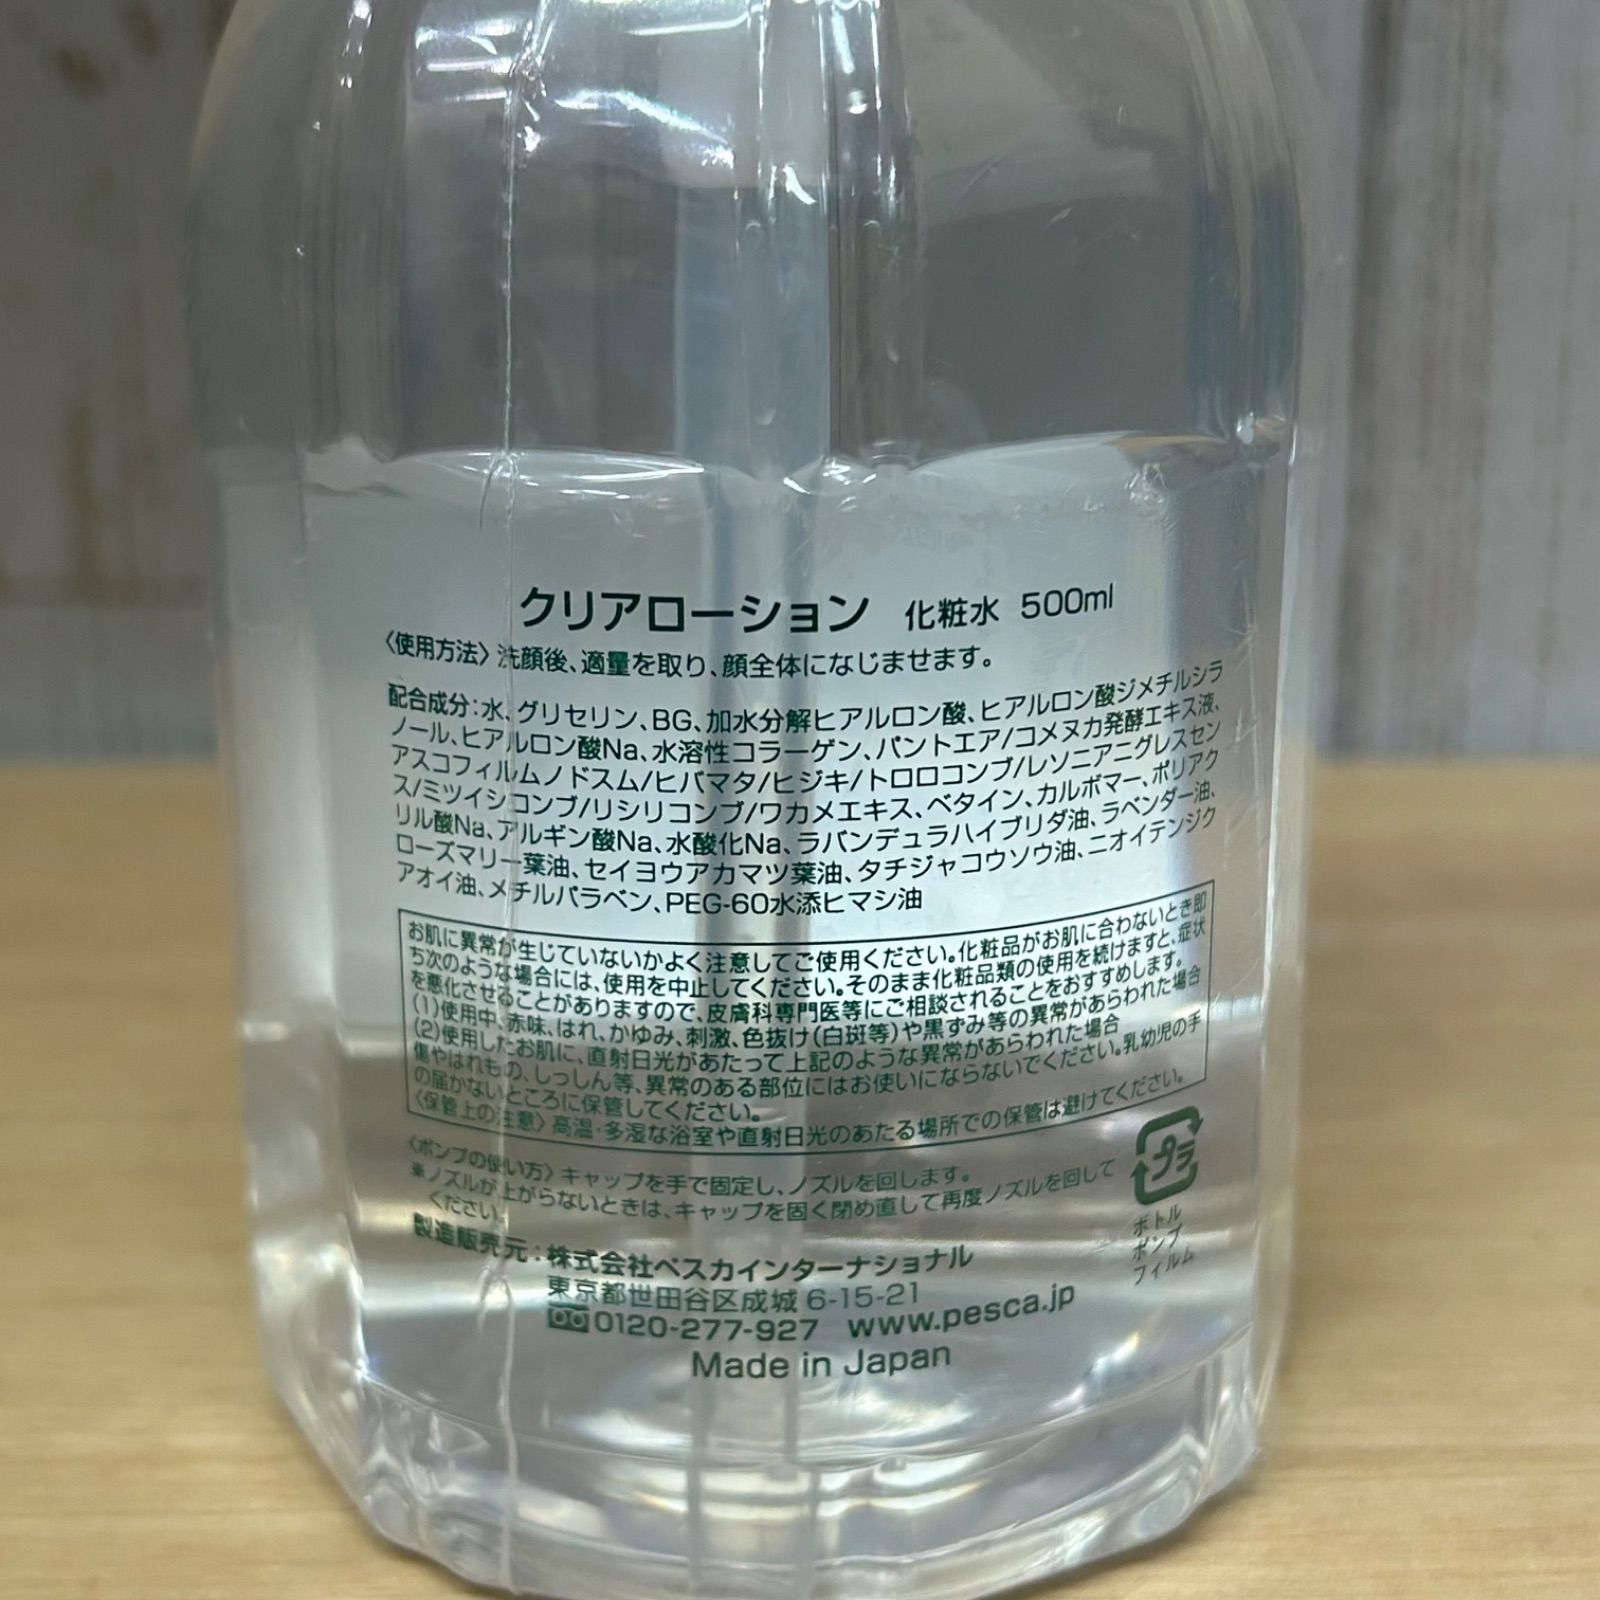 クリアローション 化粧水 500ml
〈使用方法〉洗顔後、適量を取り、顔全体になじませます。
配合成分:水、グリセリン、BG、加水分解ヒアルロン酸、ヒアルロン酸ジメチルシラ
ノール、ヒアルロン酸Na、水溶性コラーゲン、パントエア/コメヌカ発酵エキス液、
アスコフィルムノドスム/ヒバマタ/ヒジキ/トロロコンブ/レソニアニグレスセン
ス/ミツイシコンブ/リシリコンブ/ワカメエキス、ベタイン、カルボマー、ポリアク
リル酸Na、アルギン酸Na、水酸化Na、ラバンデュラハイブリダ油、ラベンダー油、
ローズマリー葉油、セイヨウアカマツ葉油、タチジャコウソウ油、ニオイテンジク
アオイ油、メチルパラベン、PEG-60水添ヒマシ油
お肌に異常が生じていないかよく注意してご使用ください。化粧品がお肌に合わないとき即
ち次のような場合には、使用を中止してください。そのまま化粧品類の使用を続けますと、症状
を悪化させることがありますので、皮膚科専門医等にご相談されることをおすすめします。
(1)使用中、赤味、はれ、かゆみ、刺激、色抜け(白斑等)や黒ずみ等の異常があらわれた場合
(2)使用したお肌に、直射日光があたって上記のような異常があらわれた場合
傷やはれもの、しっしん等、異常のある部位にはお使いにならないでください。乳幼児の手
の届かないところに保管してください。
〈保管上の注意〉高温・多湿な浴室や直射日光のあたる場所での保管は避けてください。
〈ポンプの使い方〉キャップを手で固定し、ノズルを回します。
※ノズルが上がらないときは、キャップを固く閉め直して再度ノズルを回して
ください。
プラ
ボトル
ポンプ
フィルム
製造販売元:株式会社ペスカインターナショナル
東京都世田谷区成城6-15-21
0120-277-927 www.pesca.jp
Made in Japan